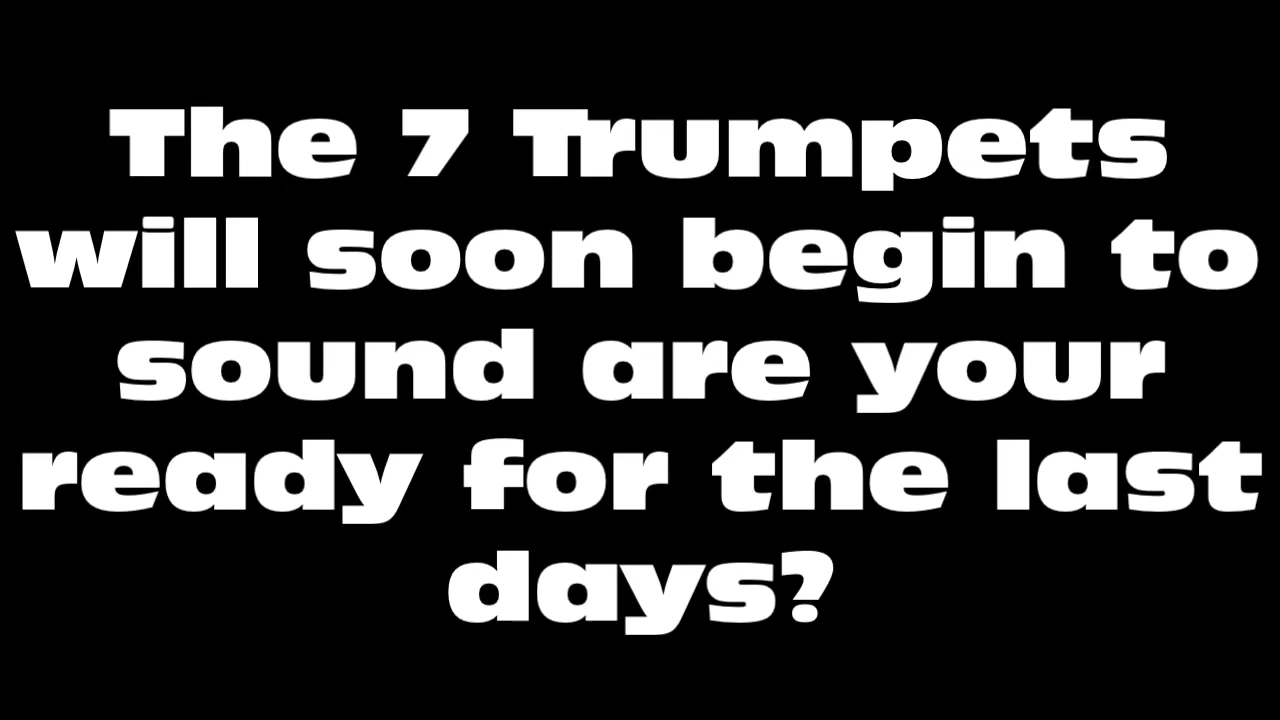 The 7 Trumpets
will soon begin to
sound are your
ready for the last
days?